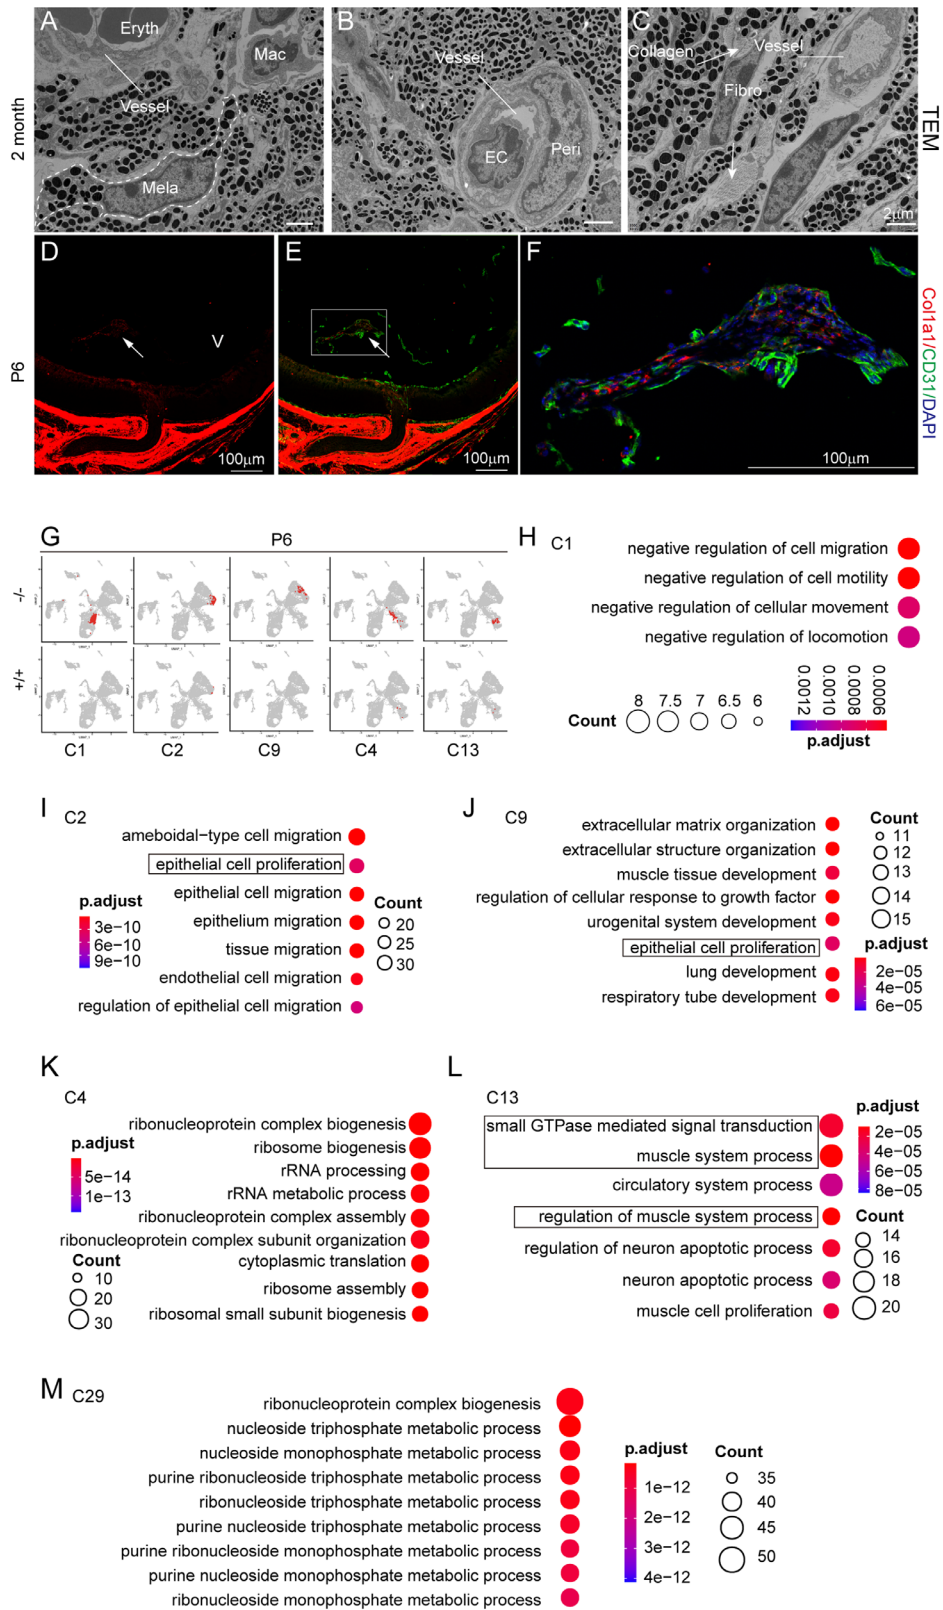 A
Eryth
Mac
Vessel
Mela
B
Vessel
EC
Peri
C
Collagen
Vessel
Fibro
2μm
2 month
TEM
D
V
100μm
E
100μm
F
100μm
P6
Col1a1/CD31/DAPI
G
P6
-/-
+/+
C1 C2 C9 C4 C13
H C1
negative regulation of cell migration
negative regulation of cell motility
negative regulation of cellular movement
negative regulation of locomotion
8 7.5 7 6.5 6
Count
0.0012 0.0010 0.0008 0.0006
p.adjust
I C2
ameboidal−type cell migration
epithelial cell proliferation
epithelial cell migration
epithelium migration
tissue migration
endothelial cell migration
regulation of epithelial cell migration
p.adjust
3e−10
6e−10
9e−10
Count
20
25
30
J C9
extracellular matrix organization
extracellular structure organization
muscle tissue development
regulation of cellular response to growth factor
urogenital system development
epithelial cell proliferation
lung development
respiratory tube development
Count
11
12
13
14
15
p.adjust
2e−05
4e−05
6e−05
K
C4
ribonucleoprotein complex biogenesis
ribosome biogenesis
rRNA processing
rRNA metabolic process
ribonucleoprotein complex assembly
ribonucleoprotein complex subunit organization
cytoplasmic translation
ribosome assembly
ribosomal small subunit biogenesis
p.adjust
5e−14
1e−13
Count
10
20
30
L
C13
small GTPase mediated signal transduction
muscle system process
circulatory system process
regulation of muscle system process
regulation of neuron apoptotic process
neuron apoptotic process
muscle cell proliferation
p.adjust
2e−05
4e−05
6e−05
8e−05
Count
14
16
18
20
M C29
ribonucleoprotein complex biogenesis
nucleoside triphosphate metabolic process
nucleoside monophosphate metabolic process
purine ribonucleoside triphosphate metabolic process
ribonucleoside triphosphate metabolic process
purine nucleoside triphosphate metabolic process
purine ribonucleoside monophosphate metabolic process
purine nucleoside monophosphate metabolic process
ribonucleoside monophosphate metabolic process
p.adjust
1e−12
2e−12
3e−12
4e−12
Count
35
40
45
50